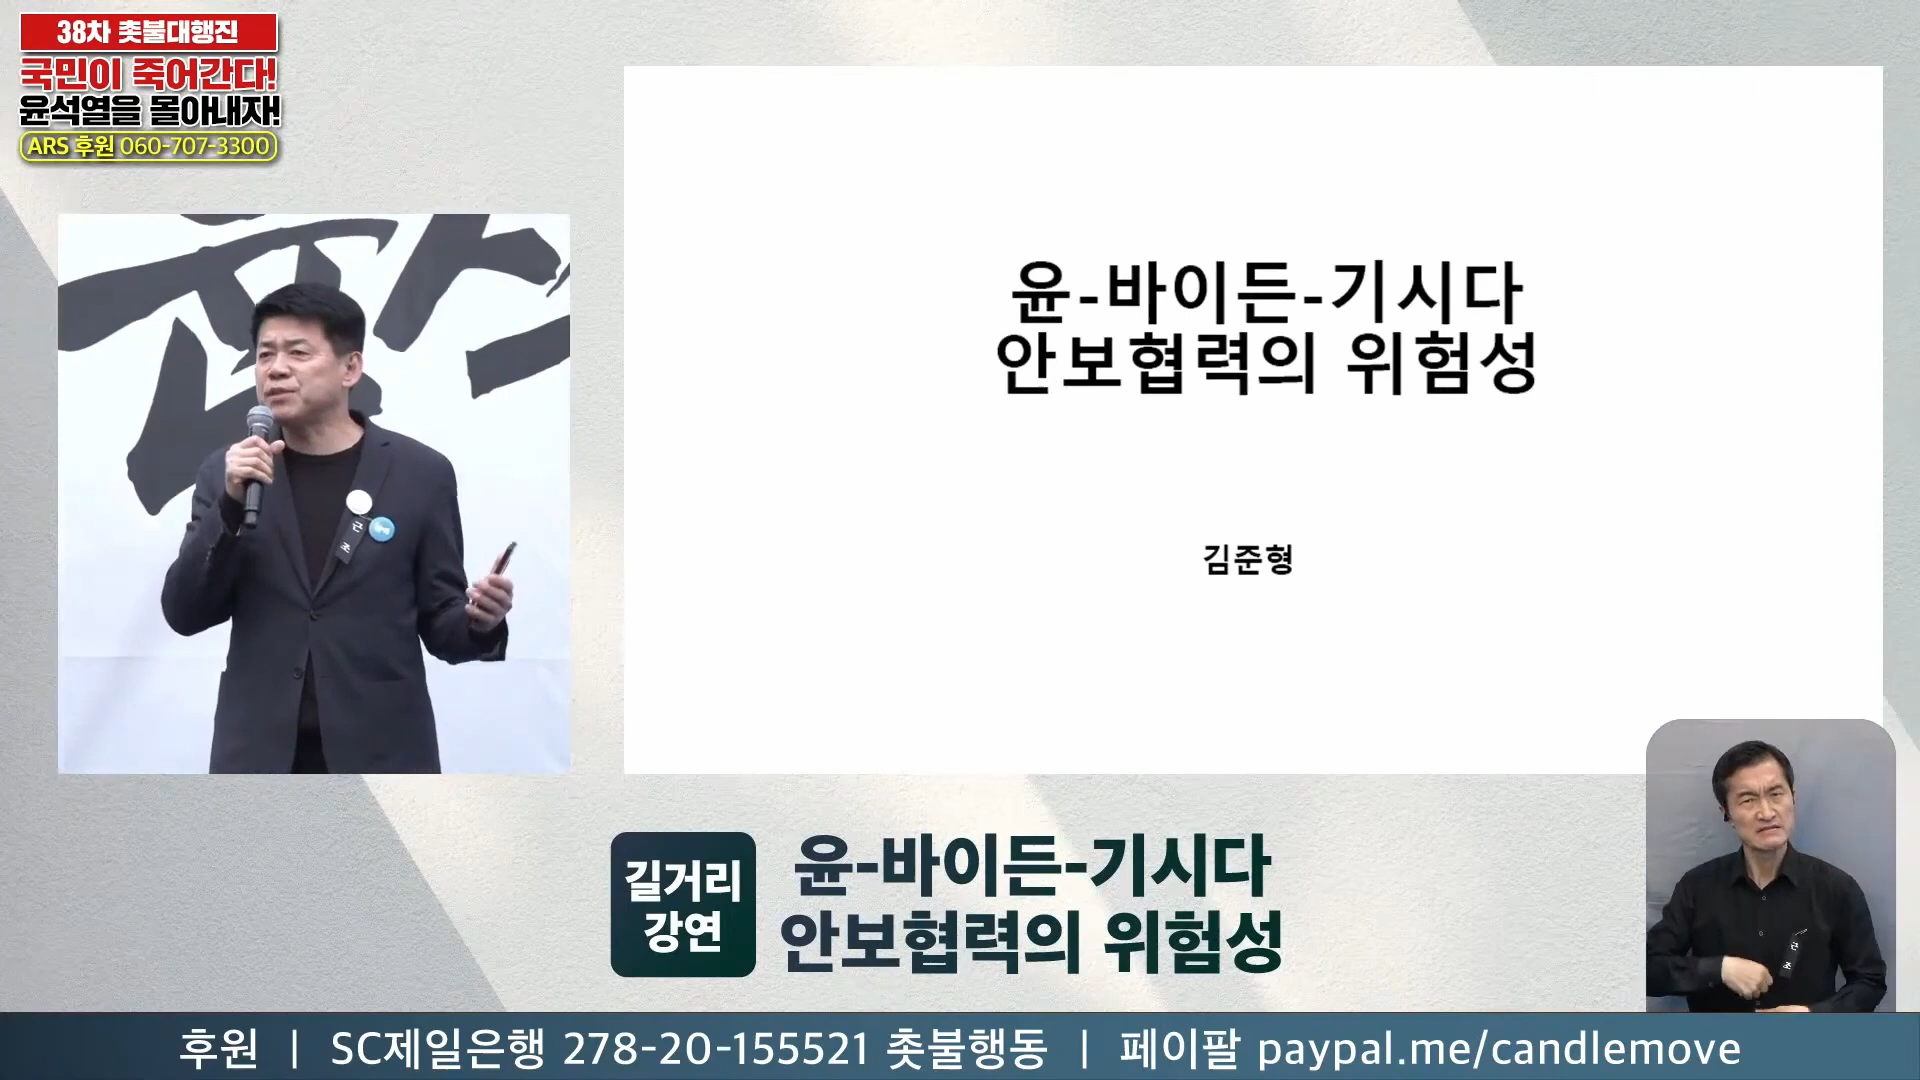 38차 촛불대행진
국민이 죽어간다!
윤석열을 몰아내자!
ARS 후원 060-707-3300
윤-바이든-기시다
안보협력의 위험성
김준형
근
조
길거리
강연
윤-바이든-기시다
안보협력의 위험성
근
조
후원 | SC제일은행 278-20-155521 촛불행동 | 페이팔 paypal.me/candlemove